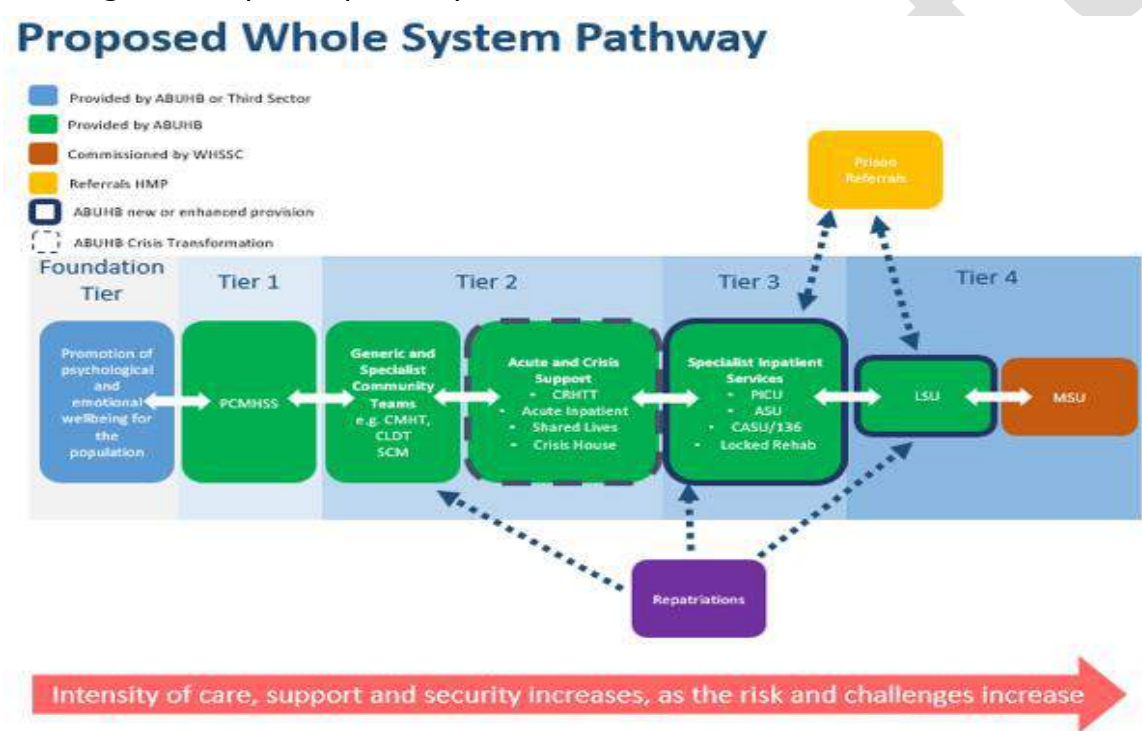 Proposed Whole System Pathway
Provided by ABUHB or Third Sector
Provided by ABUHB
Commissioned by WHSSC
Referrals HMP
ABUHB new or enhanced provision
ABUHB Crisis Transformation
Prison
Referrals
Foundation
Tier
Tier 1
Tier 2
Tier 3
Tier 4
Promotion of
psychological
and
emotional
wellbeing for
the
population
PCMHSS
Generic and
Specialist
Community
Teams
e.g. CMHT,
CLDT
SCM
Acute and Crisis
Support
• CRHTT
• Acute Inpatient
• Shared Lives
• Crisis House
Specialist Inpatient
Services
• PICU
• ASU
• CASU/136
• Locked Rehab
LSU
MSU
Repatriations
Intensity of care, support and security increases, as the risk and challenges increase